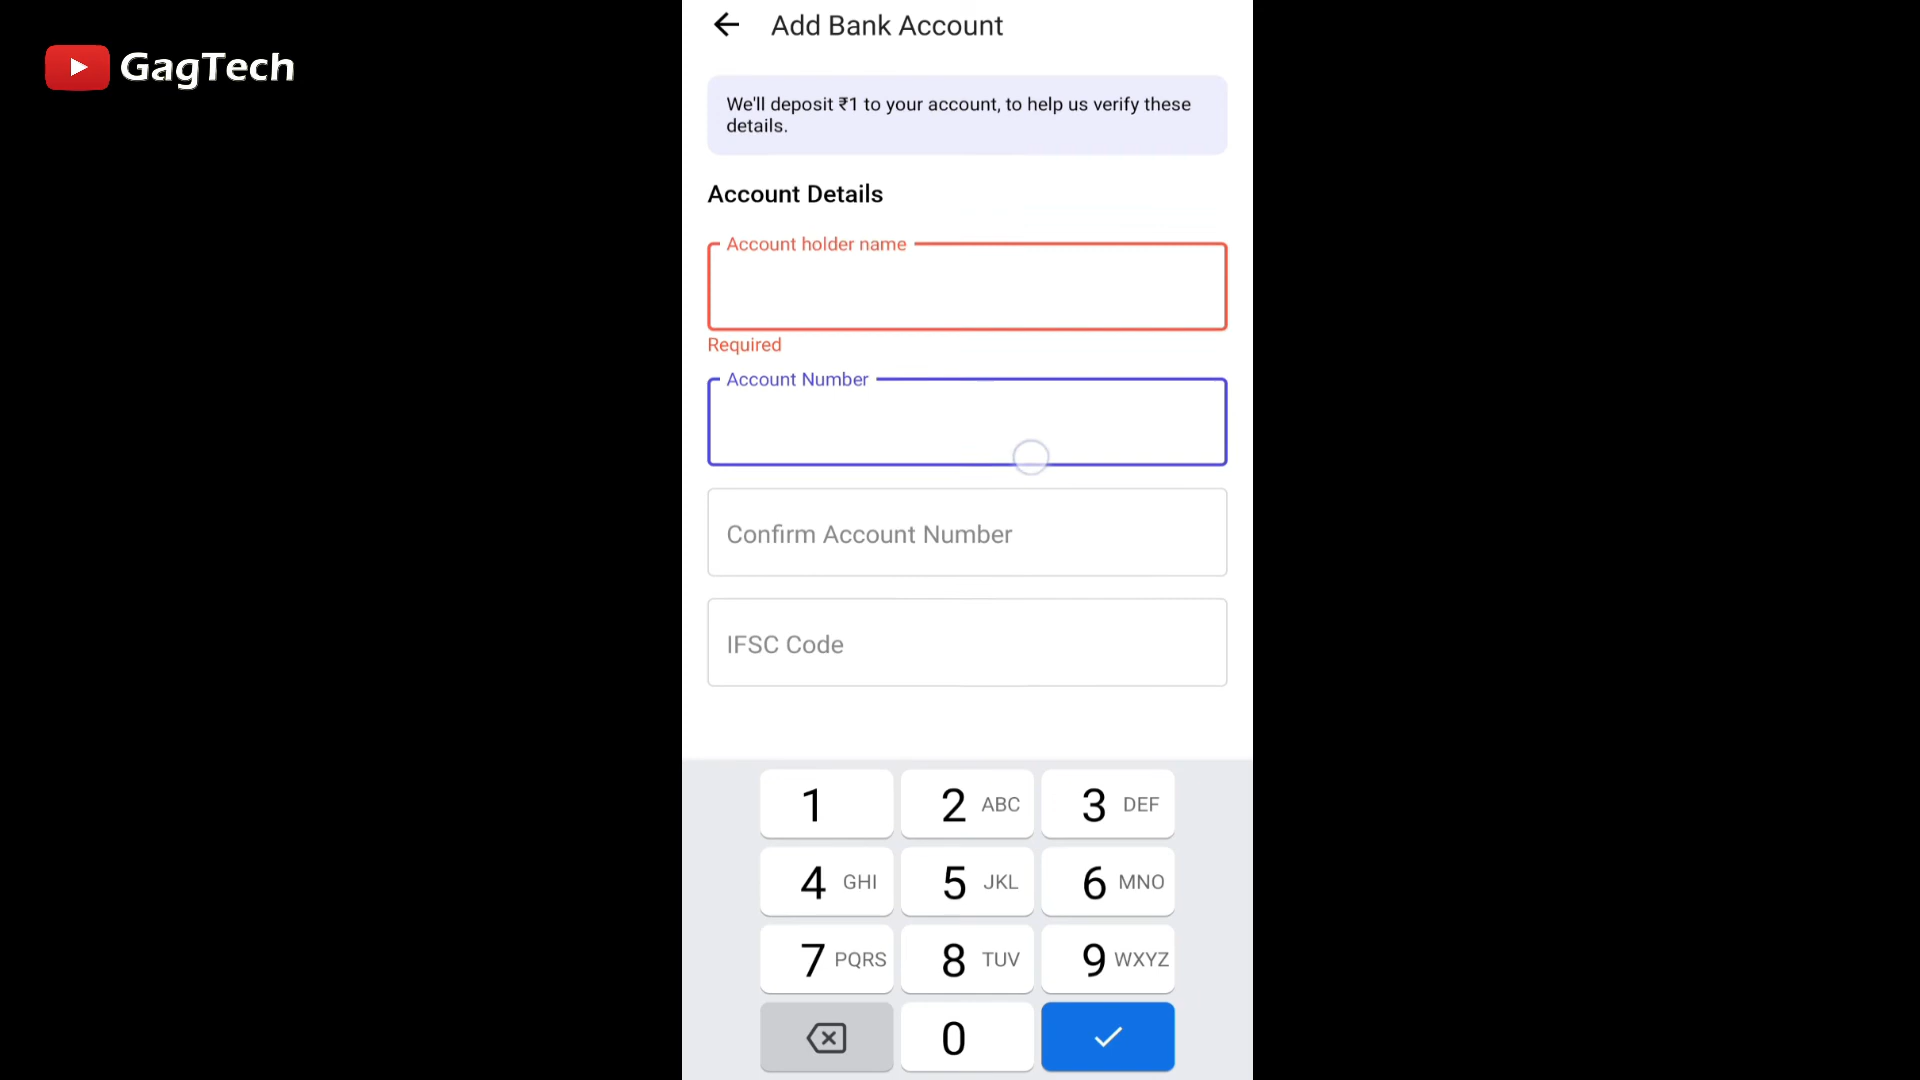 GagTech
Add Bank Account
We'll deposit ₹1 to your account, to help us verify these
details.
Account Details
Account holder name
Required
Account Number
Confirm Account Number
IFSC Code
1
2 ABC
3 DEF
4 GHI
5 JKL
6 MNO
7 PQRS
8 TUV
9 WXYZ
0